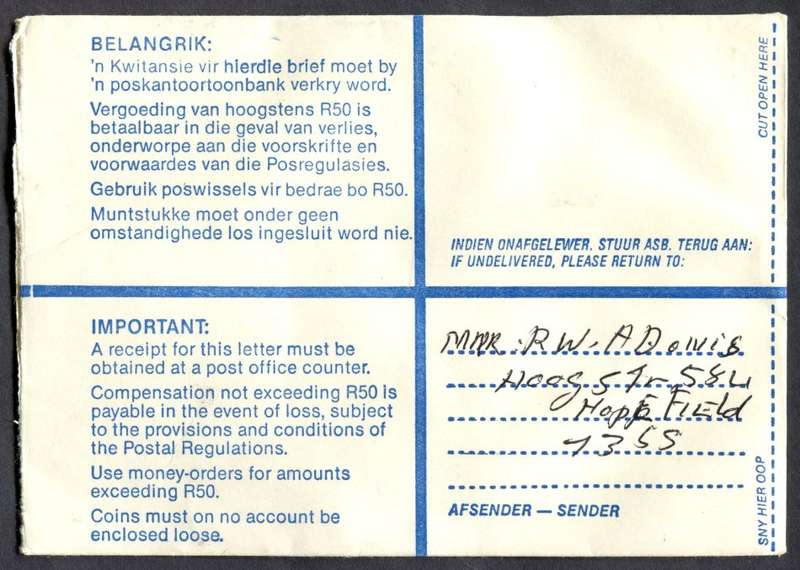 BELANGRIK:
'n Kwitansie vir hierdie brief moet by
'n poskantoortoonbank verkry word.
Vergoeding van hoogstens R50 is
betaalbaar in die geval van verlies,
onderworpe aan die voorskrifte en
voorwaardes van die Posregulasies.
Gebruik poswissels vir bedrae bo R50.
Muntstukke moet onder geen
omstandighede los ingesluit word nie.
CUT OPEN HERE
INDIEN ONAFGELEWER, STUUR ASB. TERUG AAN:
IF UNDELIVERED, PLEASE RETURN TO:
IMPORTANT:
A receipt for this letter must be
obtained at a post office counter.
Compensation not exceeding R50 is
payable in the event of loss, subject
to the provisions and conditions of
the Postal Regulations.
Use money-orders for amounts
exceeding R50.
Coins must on no account be
enclosed loose.
MNR. R W. ADonis
Hoog Str
HopeField
7355
AFSENDER — SENDER
SNY HIER OOP